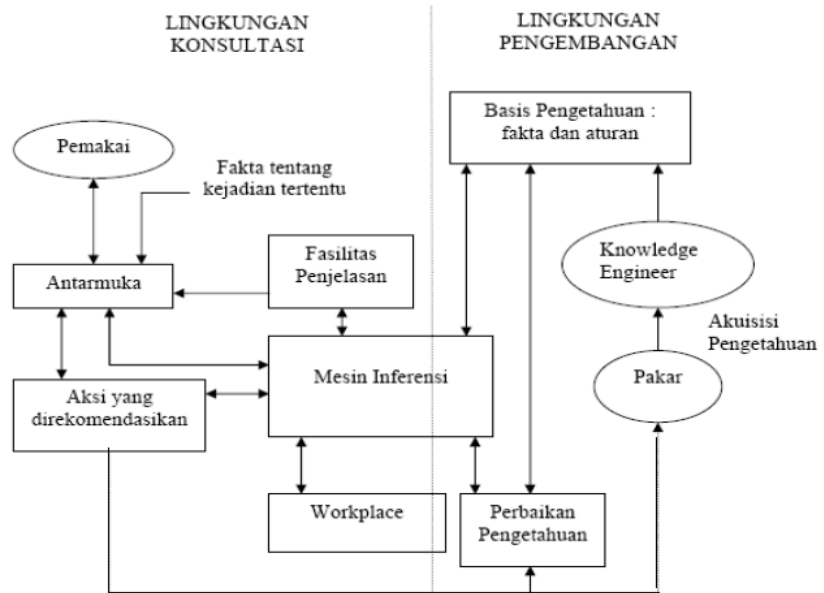 LINGKUNGAN
KONSULTASI
LINGKUNGAN
PENGEMBANGAN
Basis Pengetahuan :
fakta dan aturan
Pemakai
Fakta tentang
kejadian tertentu
Fasilitas
Penjelasan
Knowledge
Engineer
Antarmuka
Akuisisi
Pengetahuan
Mesin Inferensi
Pakar
Aksi yang
direkomendasikan
Workplace
Perbaikan
Pengetahuan